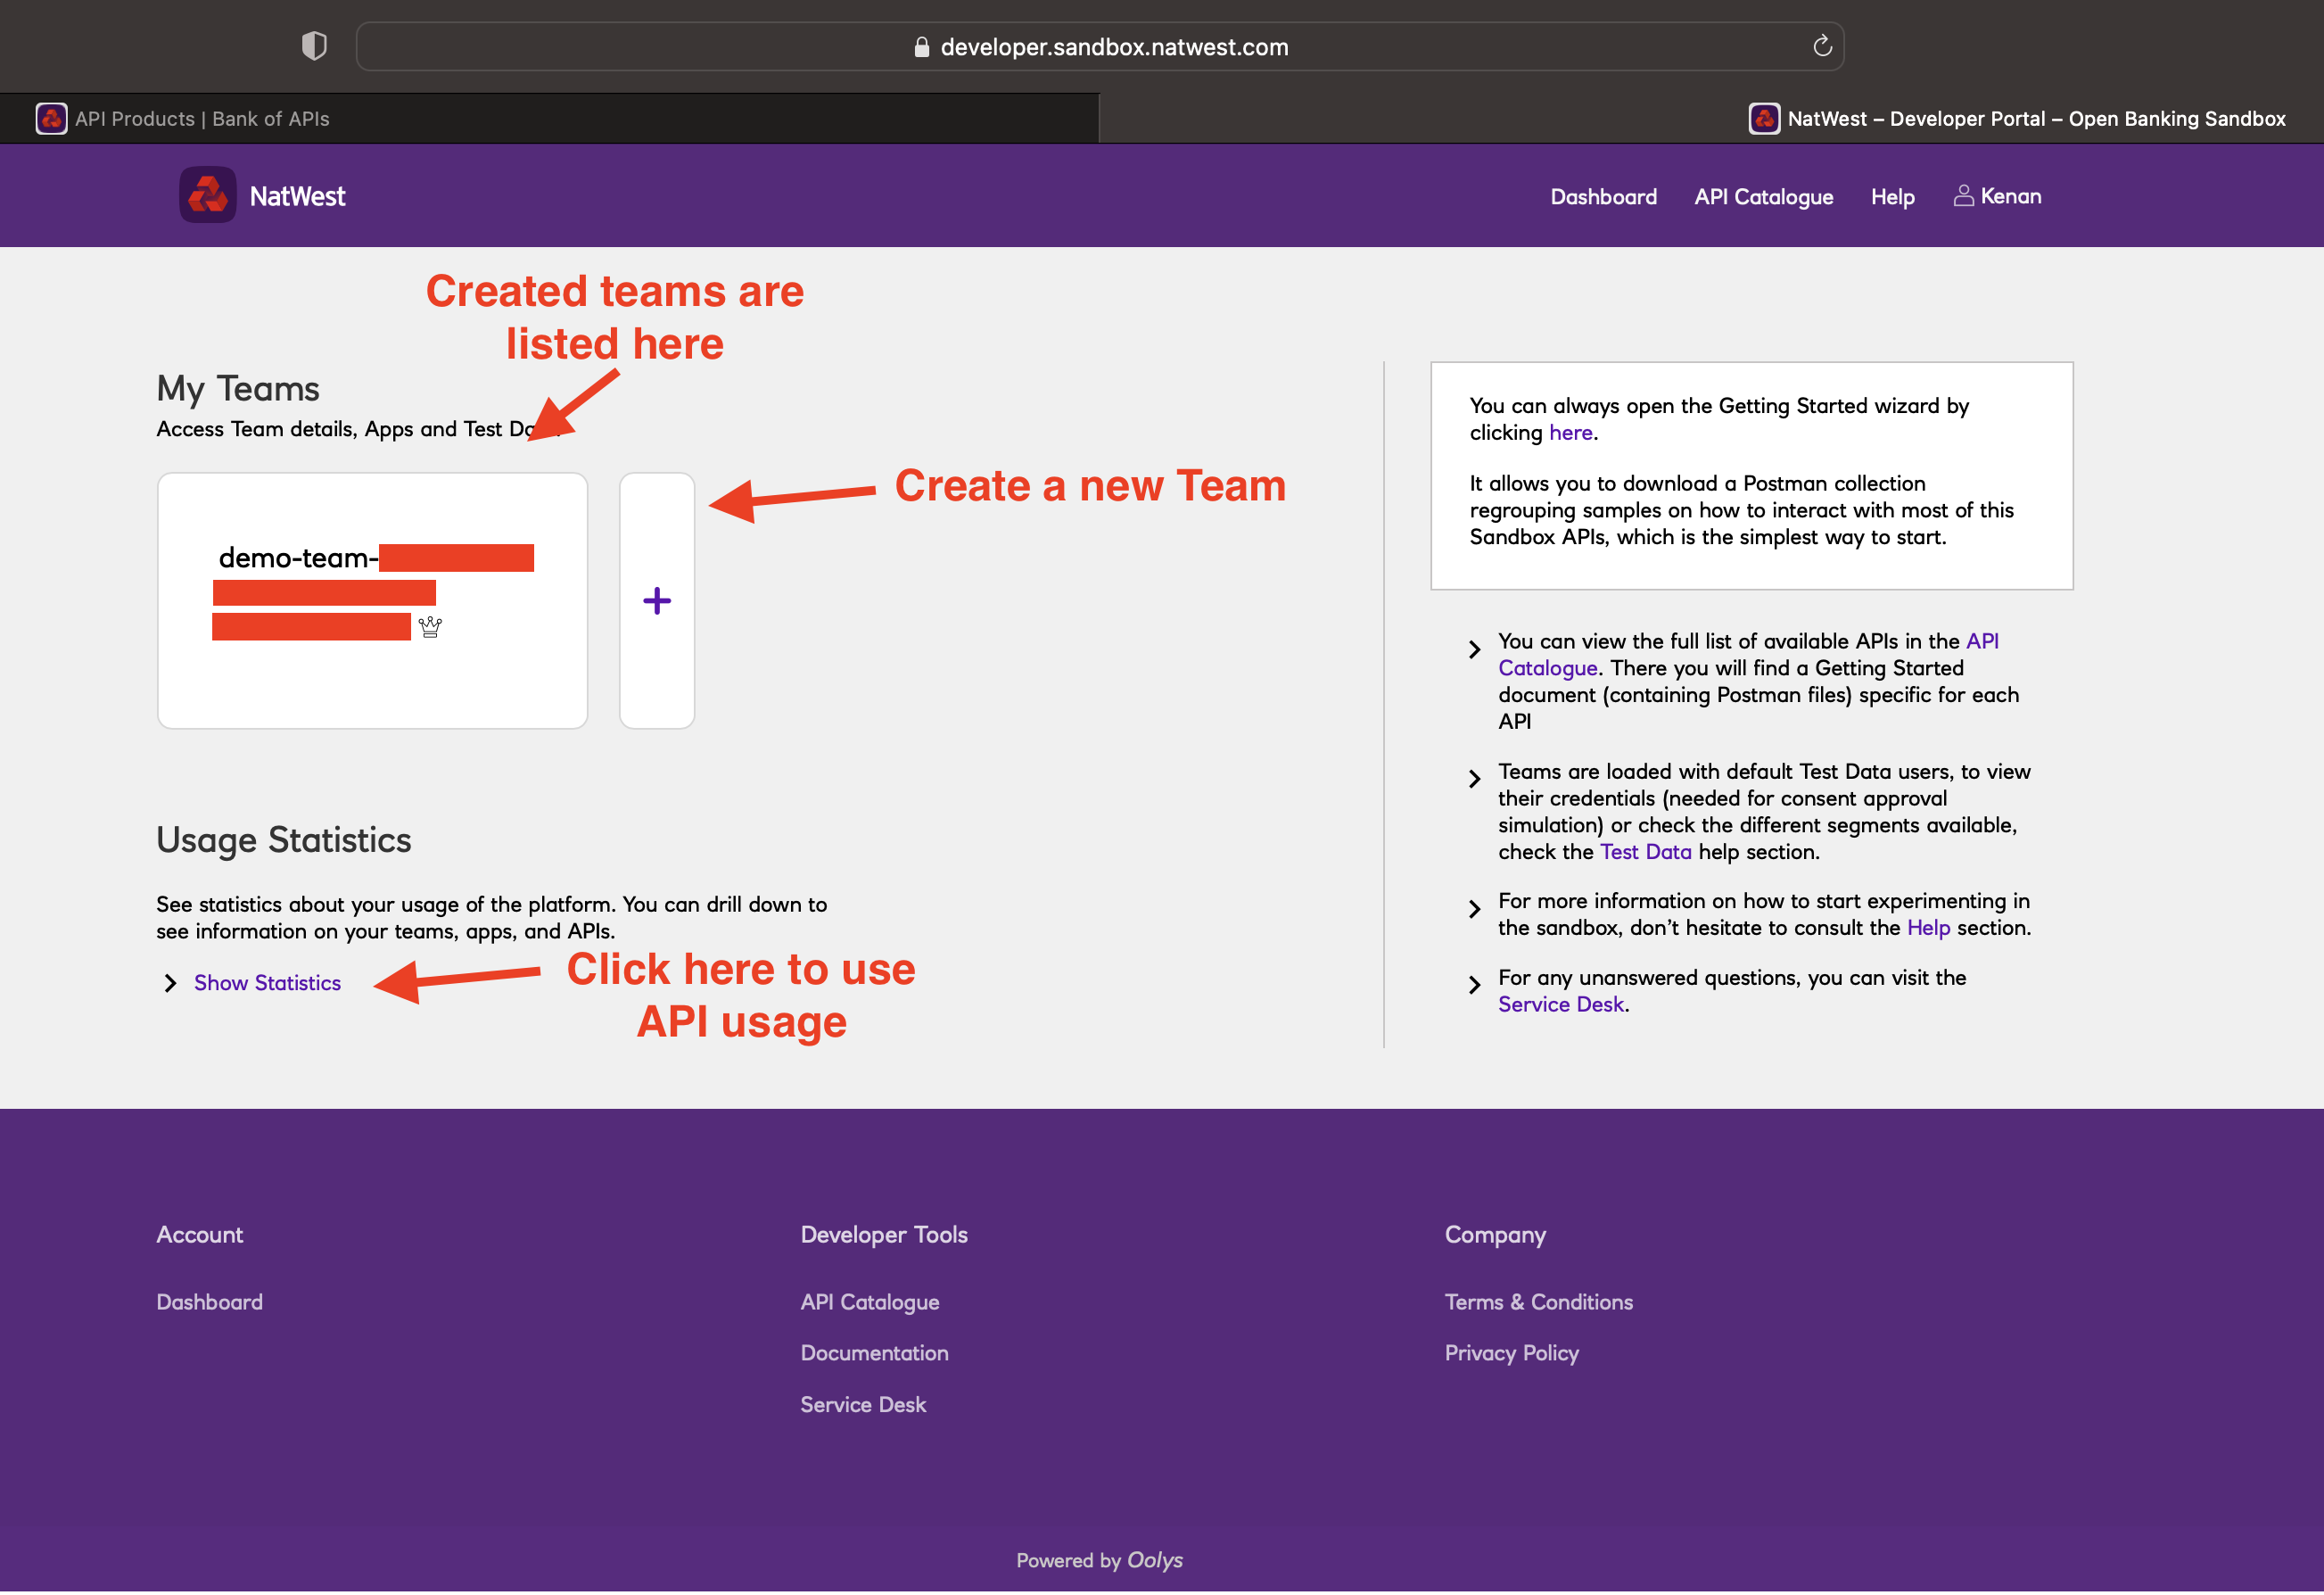 developer.sandbox.natwest.com
API Products | Bank of APIs
NatWest – Developer Portal – Open Banking Sandbox
NatWest
Dashboard
API Catalogue
Help
Kenan
Created teams are
listed here
My Teams
Access Team details, Apps and Test
Create a new Team
demo-team-
+
Usage Statistics
See statistics about your usage of the platform. You can drill down to
see information on your teams, apps, and APIs.
Show Statistics
Click here to use
API usage
You can always open the Getting Started wizard by
clicking here.
It allows you to download a Postman collection
regrouping samples on how to interact with most of this
Sandbox APIs, which is the simplest way to start.
You can view the full list of available APIs in the API
Catalogue. There you will find a Getting Started
document (containing Postman files) specific for each
API
Teams are loaded with default Test Data users, to view
their credentials (needed for consent approval
simulation) or check the different segments available,
check the Test Data help section.
For more information on how to start experimenting in
the sandbox, don’t hesitate to consult the Help section.
For any unanswered questions, you can visit the
Service Desk.
Account
Dashboard
Developer Tools
API Catalogue
Documentation
Service Desk
Company
Terms & Conditions
Privacy Policy
Powered by Oolys